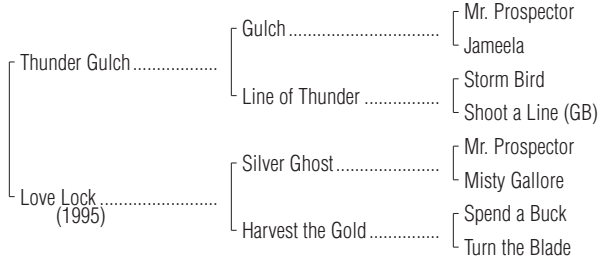 Mr. Prospector
Gulch
Jameela
Thunder Gulch
Storm Bird
Line of Thunder
Shoot a Line (GB)
Mr. Prospector
Silver Ghost
Misty Gallore
Love Lock
(1995)
Spend a Buck
Harvest the Gold
Turn the Blade